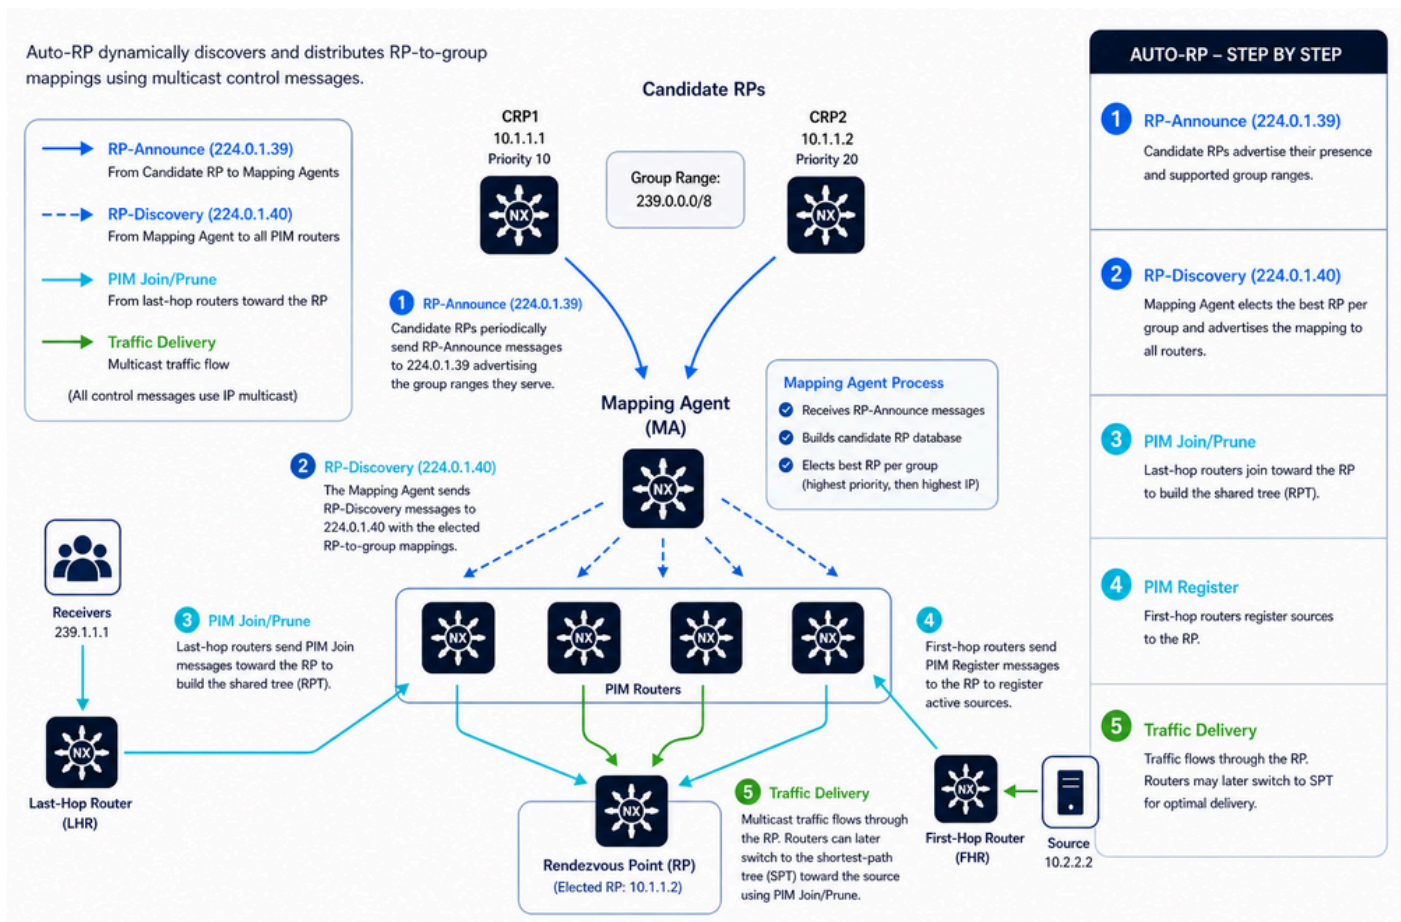 Auto-RP dynamically discovers and distributes RP-to-group
mappings using multicast control messages.
RP-Announce (224.0.1.39)
From Candidate RP to Mapping Agents
RP-Discovery (224.0.1.40)
From Mapping Agent to all PIM routers
PIM Join/Prune
From last-hop routers toward the RP
Traffic Delivery
Multicast traffic flow
(All control messages use IP multicast)
Candidate RPs
CRP1
10.1.1.1
Priority 10
NX
Group Range:
239.0.0.0/8
CRP2
10.1.1.2
Priority 20
NX
1 RP-Announce (224.0.1.39)
Candidate RPs periodically
send RP-Announce messages
to 224.0.1.39 advertising
the group ranges they serve.
Mapping Agent
(MA)
NX
Mapping Agent Process
Receives RP-Announce messages
Builds candidate RP database
Elects best RP per group
(highest priority, then highest IP)
2 RP-Discovery (224.0.1.40)
The Mapping Agent sends
RP-Discovery messages to
224.0.1.40 with the elected
RP-to-group mappings.
Receivers
239.1.1.1
3 PIM Join/Prune
Last-hop routers send PIM Join
messages toward the RP to
build the shared tree (RPT).
NX
NX
NX
NX
PIM Routers
4
First-hop routers send
PIM Register messages
to the RP to register
active sources.
NX
Last-Hop Router
(LHR)
NX
Rendezvous Point (RP)
(Elected RP: 10.1.1.2)
5 Traffic Delivery
Multicast traffic flows through
the RP. Routers can later
switch to the shortest-path
tree (SPT) toward the source
using PIM Join/Prune.
NX
First-Hop Router
(FHR)
Source
10.2.2.2
AUTO-RP – STEP BY STEP
1 RP-Announce (224.0.1.39)
Candidate RPs advertise their presence
and supported group ranges.
2 RP-Discovery (224.0.1.40)
Mapping Agent elects the best RP per
group and advertises the mapping to
all routers.
3 PIM Join/Prune
Last-hop routers join toward the RP
to build the shared tree (RPT).
4 PIM Register
First-hop routers register sources
to the RP.
5 Traffic Delivery
Traffic flows through the RP.
Routers may later switch to SPT
for optimal delivery.